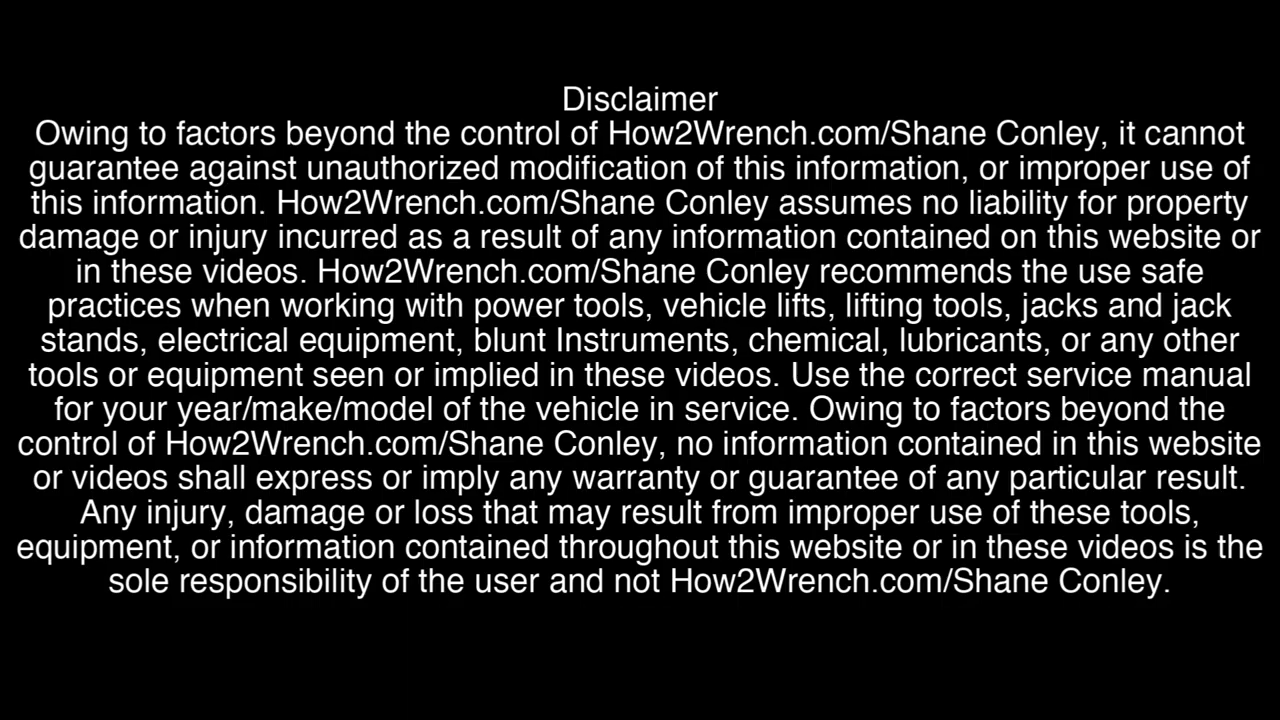 Disclaimer
Owing to factors beyond the control of How2Wrench.com/Shane Conley, it cannot
guarantee against unauthorized modification of this information, or improper use of
this information. How2Wrench.com/Shane Conley assumes no liability for property
damage or injury incurred as a result of any information contained on this website or
in these videos. How2Wrench.com/Shane Conley recommends the use safe
practices when working with power tools, vehicle lifts, lifting tools, jacks and jack
stands, electrical equipment, blunt Instruments, chemical, lubricants, or any other
tools or equipment seen or implied in these videos. Use the correct service manual
for your year/make/model of the vehicle in service. Owing to factors beyond the
control of How2Wrench.com/Shane Conley, no information contained in this website
or videos shall express or imply any warranty or guarantee of any particular result.
Any injury, damage or loss that may result from improper use of these tools,
equipment, or information contained throughout this website or in these videos is the
sole responsibility of the user and not How2Wrench.com/Shane Conley.